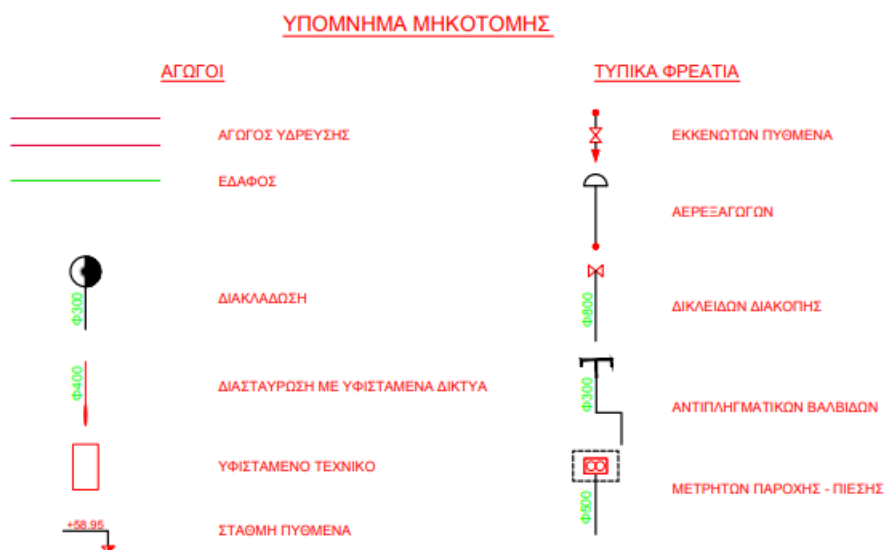 ΥΠΟΜΝΗΜΑ ΜΗΚΟΤΟΜΗΣ
ΑΓΩΓΟΙ
ΑΓΩΓΟΣ ΥΔΡΕΥΣΗΣ
ΕΔΑΦΟΣ
Φ300
ΔΙΑΚΛΑΔΩΣΗ
Φ400
ΔΙΑΣΤΑΥΡΩΣΗ ΜΕ ΥΦΙΣΤΑΜΕΝΑ ΔΙΚΤΥΑ
ΥΦΙΣΤΑΜΕΝΟ ΤΕΧΝΙΚΟ
+58.95
ΣΤΑΘΜΗ ΠΥΘΜΕΝΑ
ΤΥΠΙΚΑ ΦΡΕΑΤΙΑ
ΕΚΚΕΝΩΤΩΝ ΠΥΘΜΕΝΑ
ΑΕΡΕΞΑΓΩΓΩΝ
Φ800
ΔΙΚΛΕΙΔΩΝ ΔΙΑΚΟΠΗΣ
Φ300
ΑΝΤΙΠΛΗΓΜΑΤΙΚΩΝ ΒΑΛΒΙΔΩΝ
Φ500
ΜΕΤΡΗΤΩΝ ΠΑΡΟΧΗΣ - ΠΙΕΣΗΣ